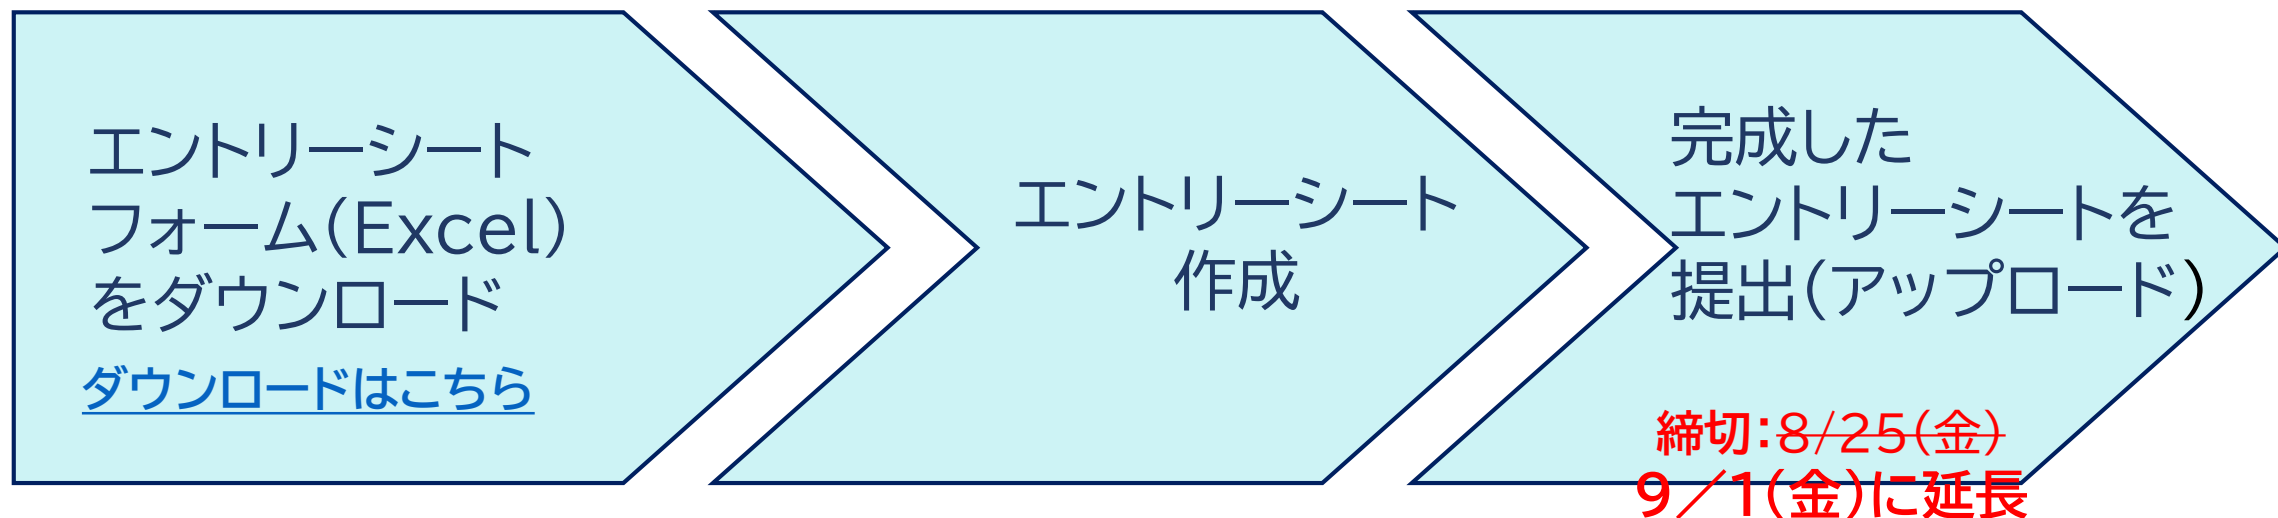 エントリーシート
フォーム(Excel)
をダウンロード
ダウンロードはこちら
エントリーシート
作成
完成した
エントリーシートを
提出(アップロード)
締切：8/25(金)
９／１(金)に延長